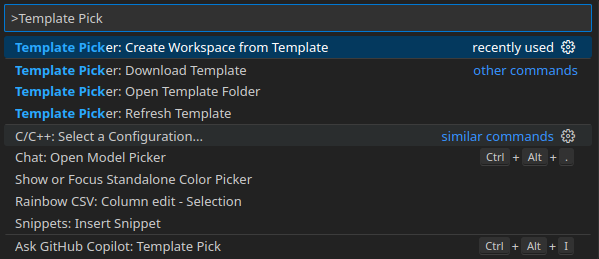 >Template Pick
Template Picker: Create Workspace from Template recently used
Template Picker: Download Template other commands
Template Picker: Open Template Folder
Template Picker: Refresh Template
C/C++: Select a Configuration... similar commands
Chat: Open Model Picker Ctrl + Alt + .
Show or Focus Standalone Color Picker
Rainbow CSV: Column edit - Selection
Snippets: Insert Snippet
Ask GitHub Copilot: Template Pick Ctrl + Alt + I